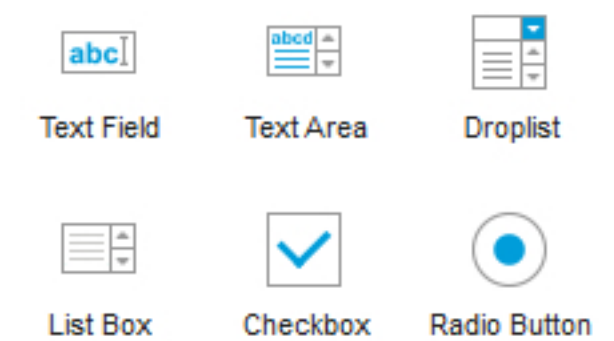 abc
abcd
Text Field
Text Area
Droplist
List Box
Checkbox
Radio Button